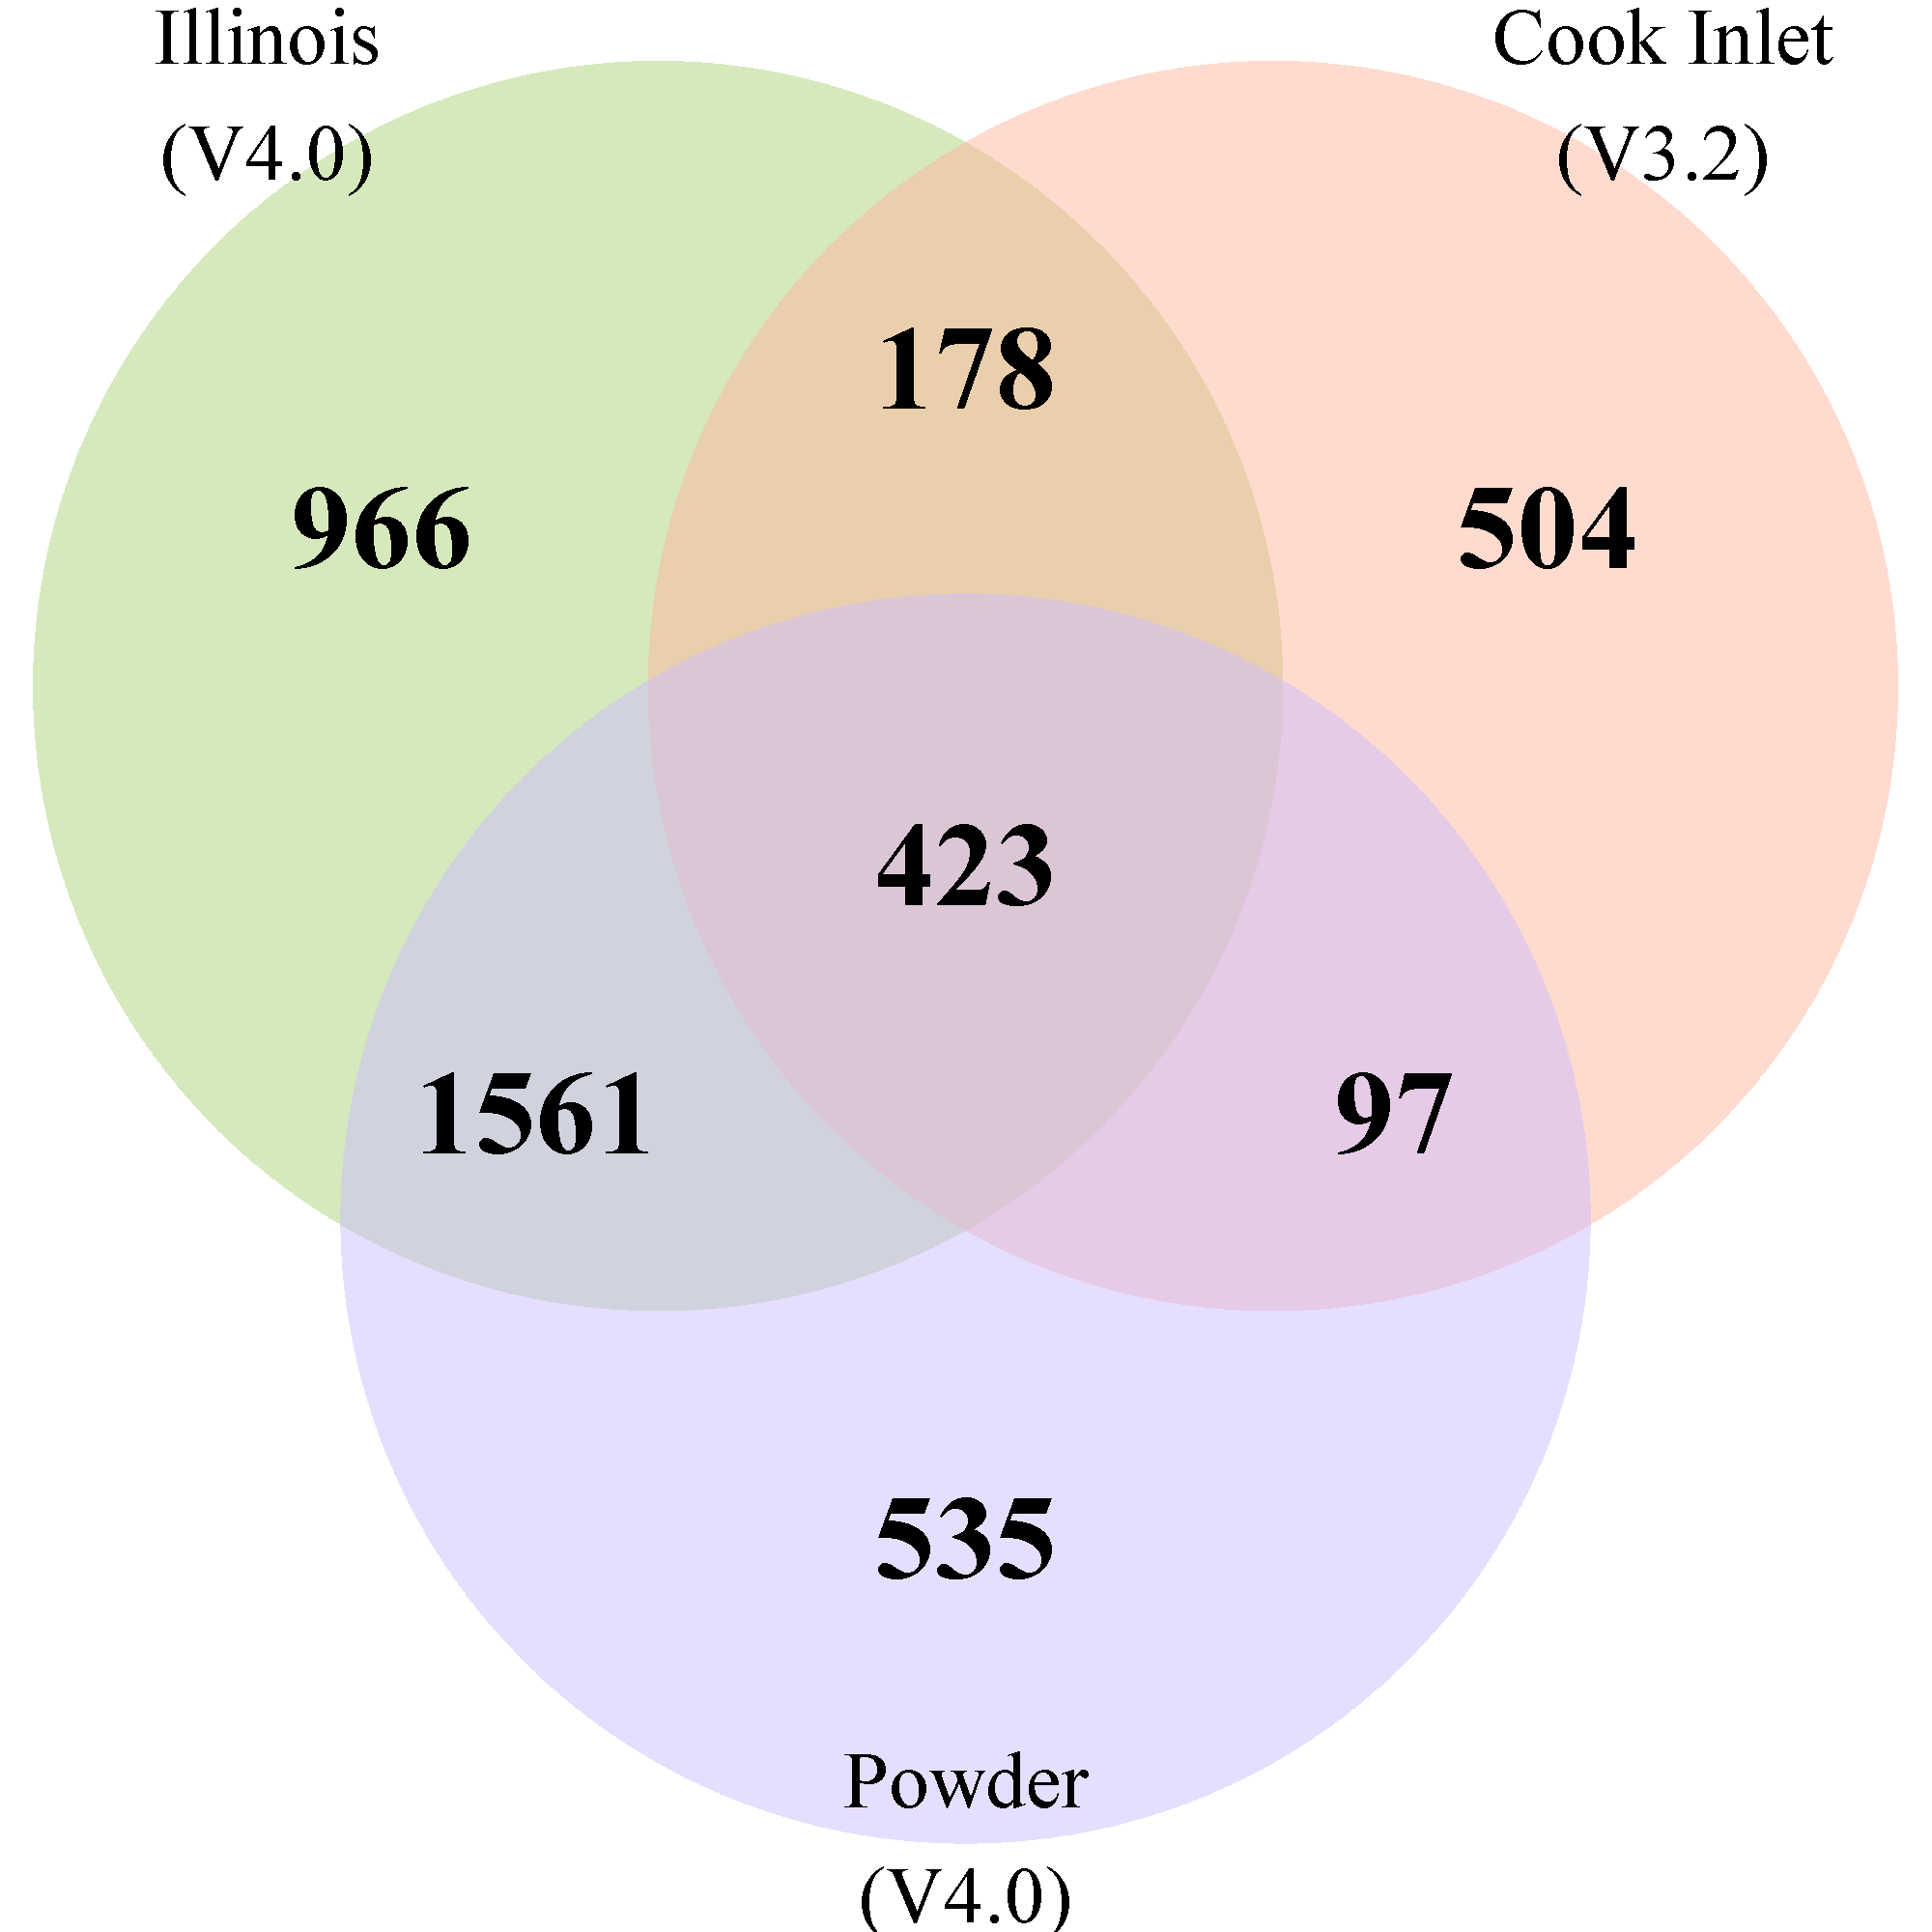 Illinois
(V4.0)
Cook Inlet
(V3.2)
178
966
504
423
1561
97
535
Powder
(V4.0)